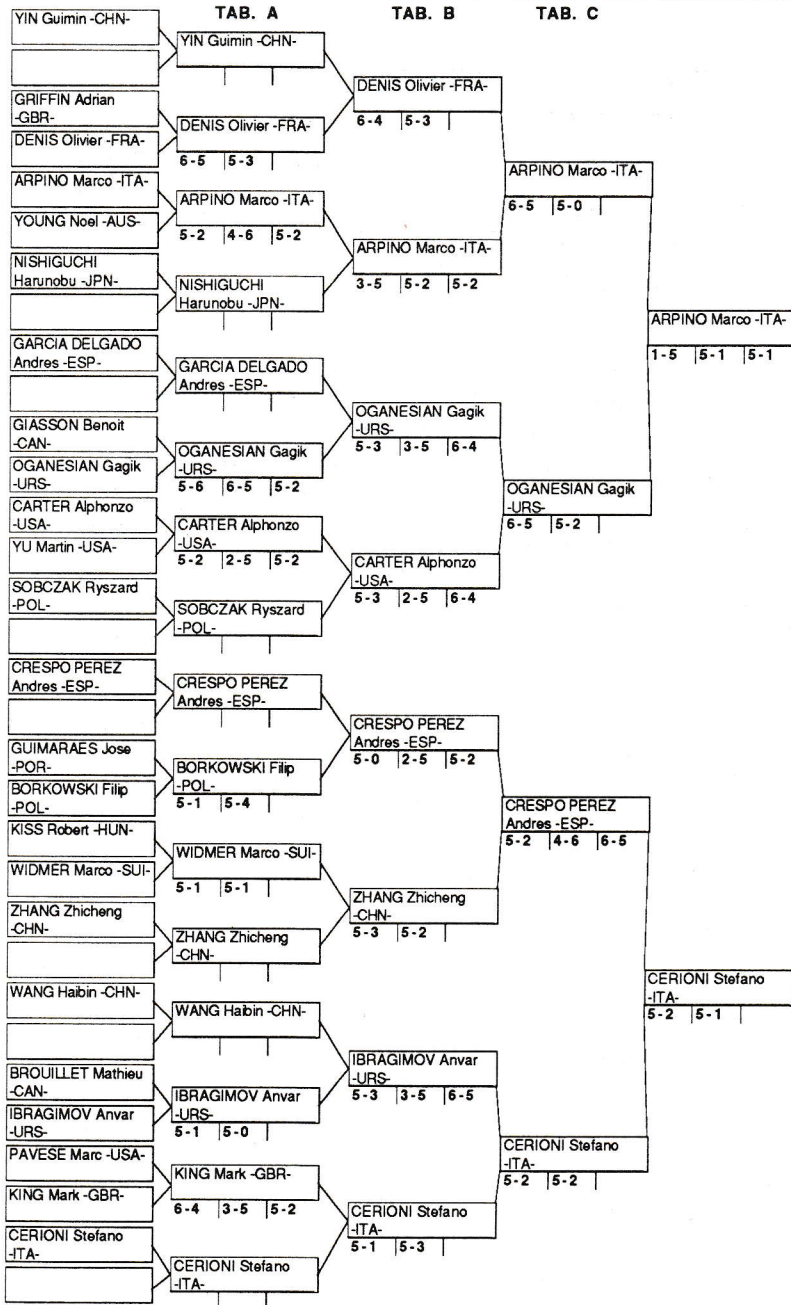 TAB. A
TAB. B
TAB. C
YIN Guimin -CHN-
GRIFFIN Adrian
-GBR-
DENIS Olivier -FRA-
ARPINO Marco -ITA-
YOUNG Noel -AUS-
NISHIGUCHI
Harunobu -JPN-
GARCIA DELGADO
Andres -ESP-
GIASSON Benoit
-CAN-
OGANESIAN Gagik
-URS-
CARTER Alphonzo
-USA-
YU Martin -USA-
SOBCZAK Ryszard
-POL-
CRESPO PEREZ
Andres -ESP-
GUIMARAES Jose
-POR-
BORKOWSKI Filip
-POL-
KISS Robert -HUN-
WIDMER Marco -SUI-
ZHANG Zhicheng
-CHN-
WANG Haibin -CHN-
BROUILLET Mathieu
-CAN-
IBRAGIMOV Anvar
-URS-
PAVESE Marc -USA-
KING Mark -GBR-
CERIONI Stefano
-ITA-
YIN Guimin -CHN-
DENIS Olivier -FRA-
6-5 5-3
ARPINO Marco -ITA-
5-2 4-6 5-2
NISHIGUCHI
Harunobu -JPN-
GARCIA DELGADO
Andres -ESP-
OGANESIAN Gagik
-URS-
5-6 6-5 5-2
CARTER Alphonzo
-USA-
5-2 2-5 5-2
SOBCZAK Ryszard
-POL-
CRESPO PEREZ
Andres -ESP-
BORKOWSKI Filip
-POL-
5-1 5-4
WIDMER Marco -SUI-
5-1 5-1
ZHANG Zhicheng
-CHN-
WANG Haibin -CHN-
IBRAGIMOV Anvar
-URS-
5-1 5-0
KING Mark -GBR-
6-4 3-5 5-2
CERIONI Stefano
-ITA-
DENIS Olivier -FRA-
6-4 5-3
ARPINO Marco -ITA-
3-5 5-2 5-2
OGANESIAN Gagik
-URS-
5-3 3-5 6-4
CARTER Alphonzo
-USA-
5-3 2-5 6-4
CRESPO PEREZ
Andres -ESP-
5-0 2-5 5-2
ZHANG Zhicheng
-CHN-
5-3 5-2
IBRAGIMOV Anvar
-URS-
5-3 3-5 6-5
CERIONI Stefano
-ITA-
5-1 5-3
ARPINO Marco -ITA-
6-5 5-0
OGANESIAN Gagik
-URS-
6-5 5-2
CRESPO PEREZ
Andres -ESP-
5-2 4-6 6-5
CERIONI Stefano
-ITA-
5-2 5-2
ARPINO Marco -ITA-
1-5 5-1 5-1
CERIONI Stefano
-ITA-
5-2 5-1